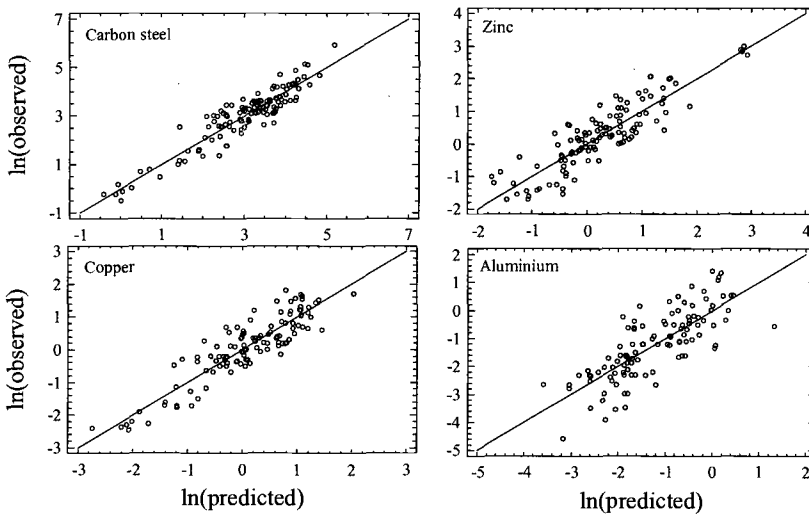 Carbon steel
7
5
3
1
-1
ln(observed)
-1 1 3 5 7
Zinc
4
3
2
1
0
-1
-2
-2 -1 0 1 2 3 4
Copper
3
2
1
0
-1
-2
-3
ln(observed)
-3 -2 -1 0 1 2 3
ln(predicted)
Aluminium
2
1
0
-1
-2
-3
-4
-5
-5 -4 -3 -2 -1 0 1 2
ln(predicted)